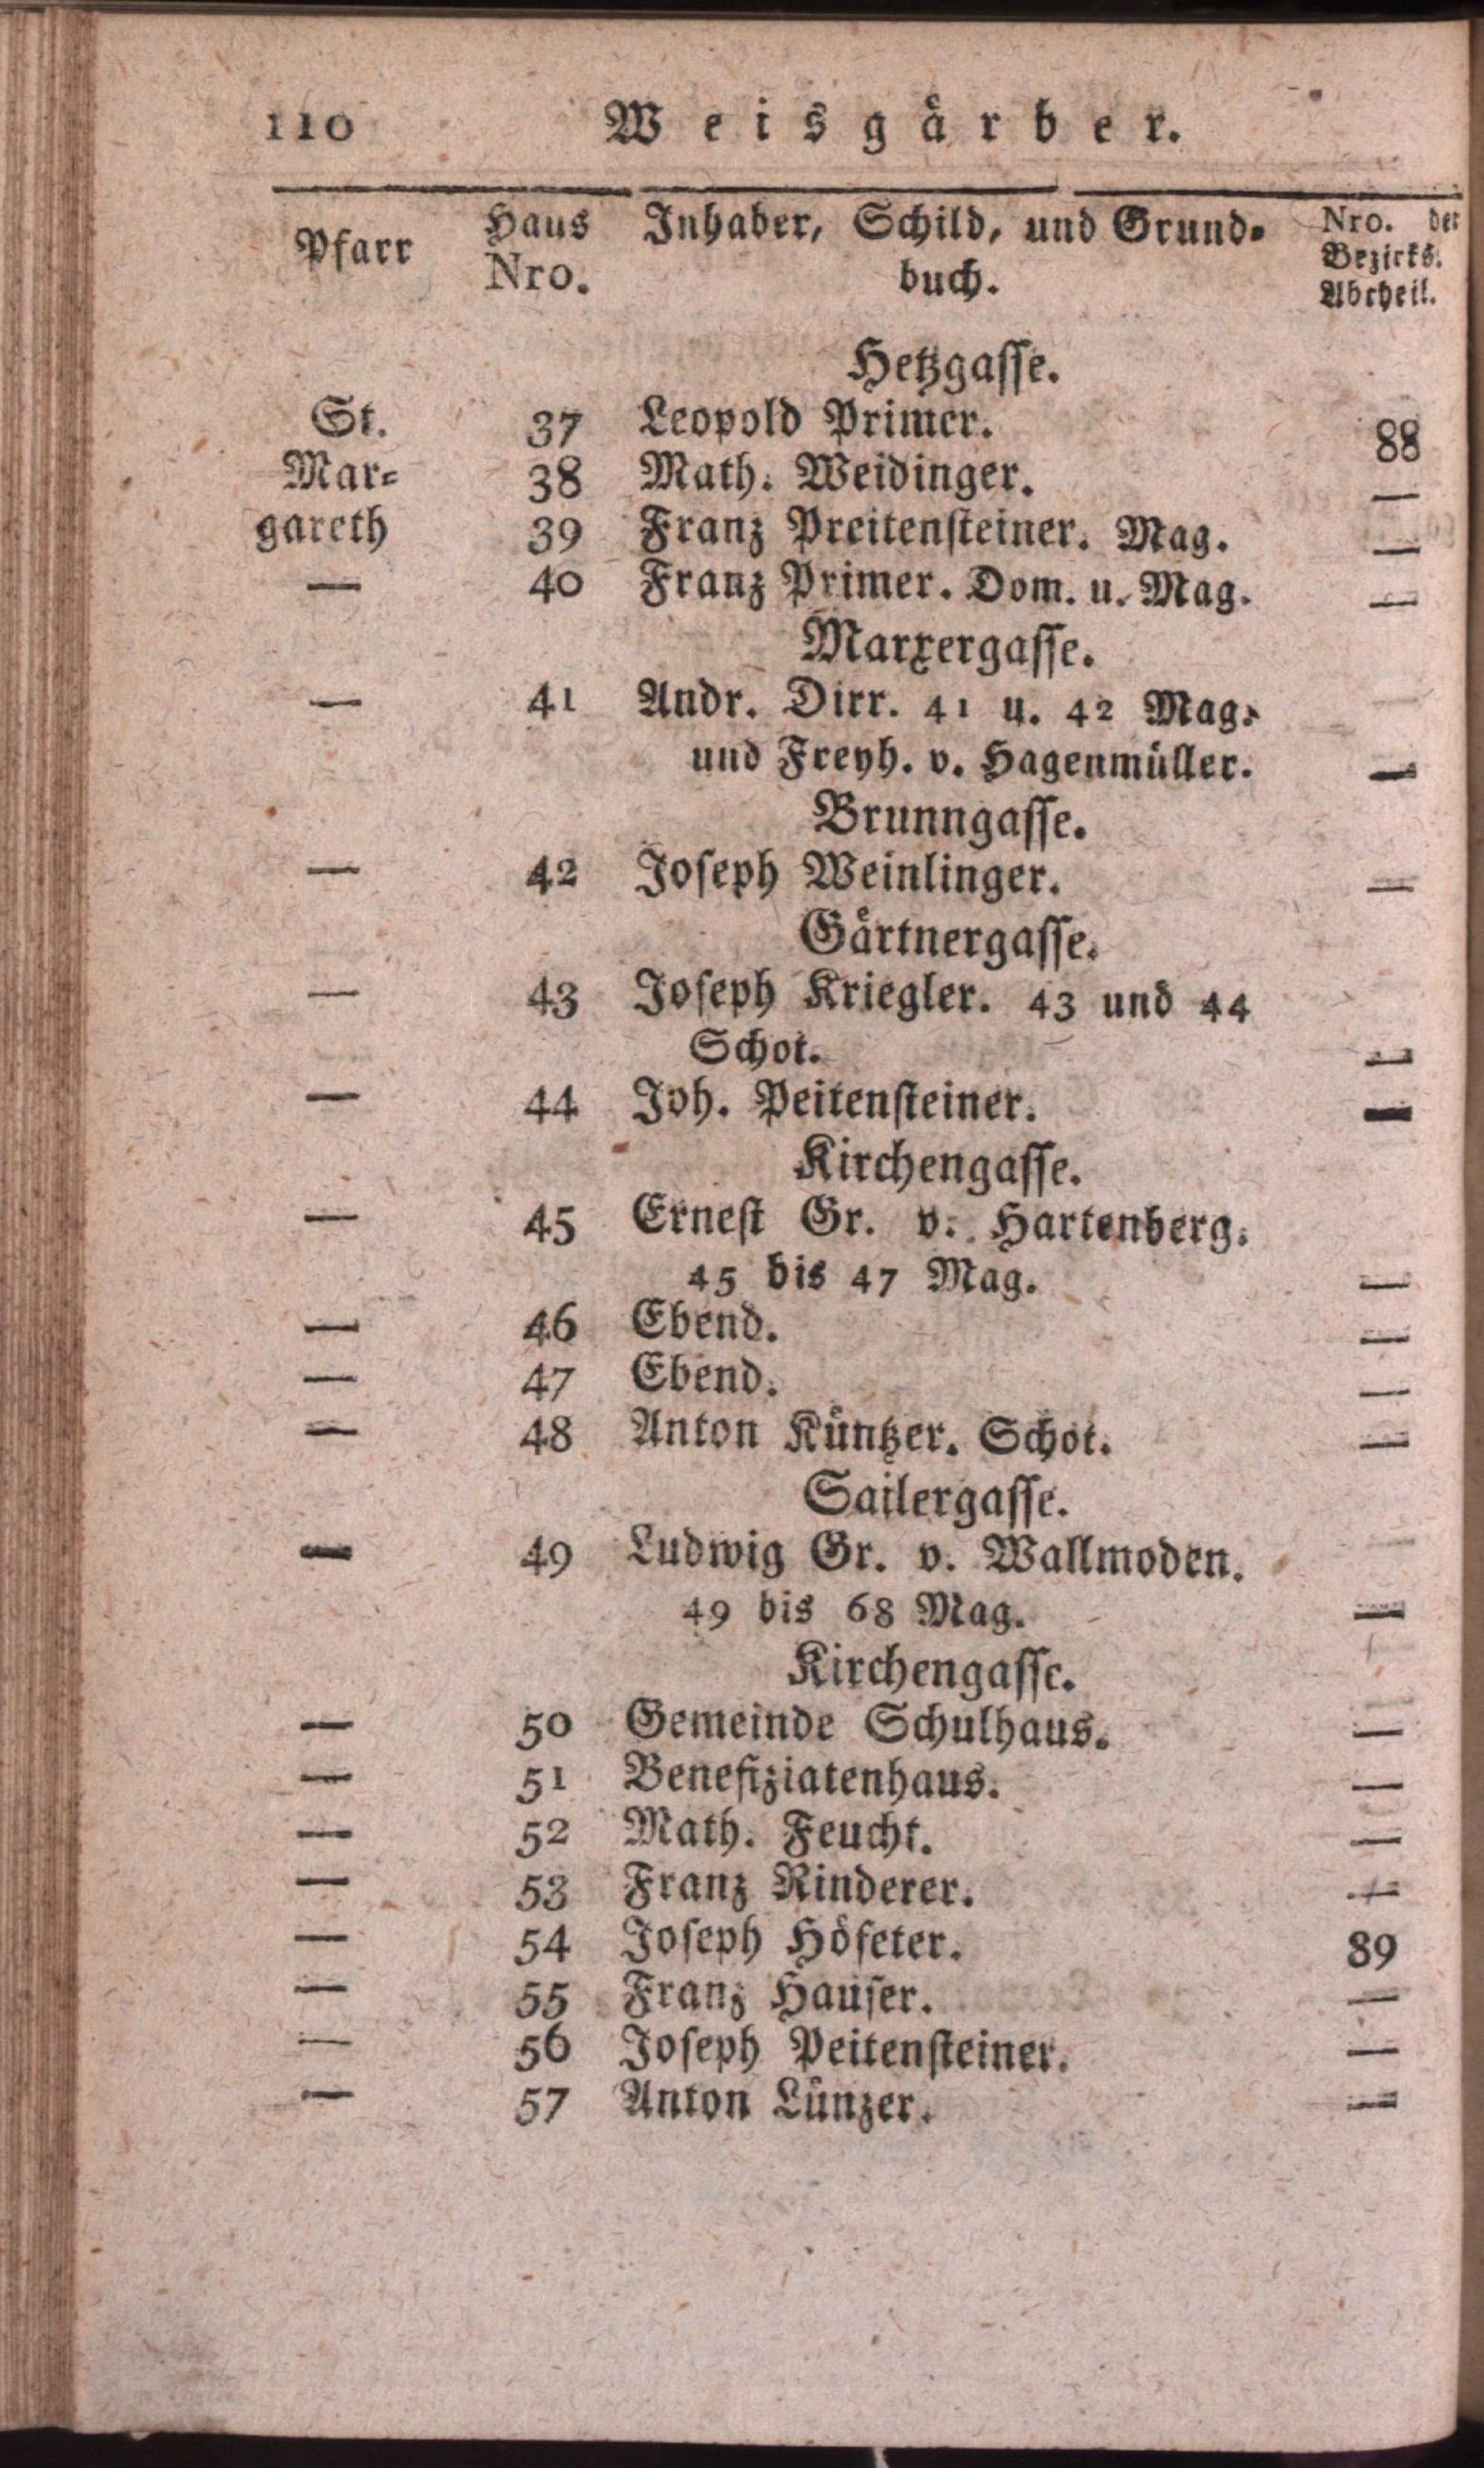 110 Weisgårber.
Pfarr Haus Nro. Inhaber, Schild, und Grund-buch. Nro. der Bezirks. Abtheil.
Hetzgasse.
St. 37 Leopold Primer. 88
Mar- 38 Math. Weidinger. —
gareth 39 Franz Preitensteiner. Mag. —
— 40 Franz Primer. Dom. u. Mag. —
Marxergasse.
— 41 Andr. Dirr. 41 u. 42 Mag.
und Freyh. v. Hagenmüller. —
Brunngasse.
— 42 Joseph Weinlinger. —
Gårtnergasse.
— 43 Joseph Kriegler. 43 und 44
Schot. —
— 44 Joh. Peitensteiner. —
Kirchengasse.
— 45 Ernest Gr. v. Hartenberg.
45 bis 47 Mag. —
— 46 Ebend. —
— 47 Ebend. —
— 48 Anton Küntzer. Schot. —
Sailergasse.
— 49 Ludwig Gr. v. Wallmoden.
49 bis 68 Mag. —
Kirchengasse.
— 50 Gemeinde Schulhaus. —
— 51 Benefiziatenhaus. —
— 52 Math. Feucht. —
— 53 Franz Rinderer. —
— 54 Joseph Höfeter. 89
— 55 Franz Hauser. —
— 56 Joseph Peitensteiner. —
— 57 Anton Lünzer. —